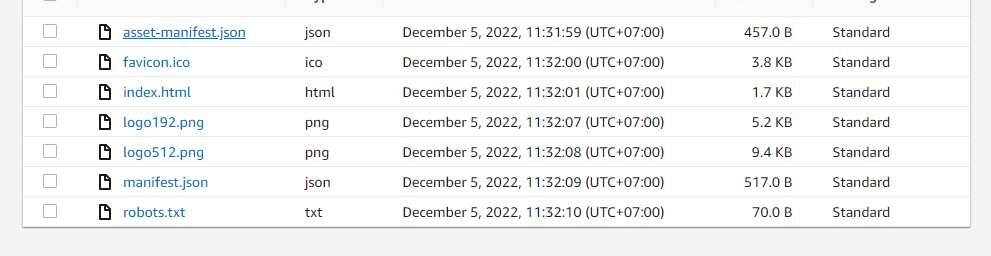 asset-manifest.json json December 5, 2022, 11:31:59 (UTC+07:00) 457.0 B Standard
favicon.ico ico December 5, 2022, 11:32:00 (UTC+07:00) 3.8 KB Standard
index.html html December 5, 2022, 11:32:01 (UTC+07:00) 1.7 KB Standard
logo192.png png December 5, 2022, 11:32:07 (UTC+07:00) 5.2 KB Standard
logo512.png png December 5, 2022, 11:32:08 (UTC+07:00) 9.4 KB Standard
manifest.json json December 5, 2022, 11:32:09 (UTC+07:00) 517.0 B Standard
robots.txt txt December 5, 2022, 11:32:10 (UTC+07:00) 70.0 B Standard